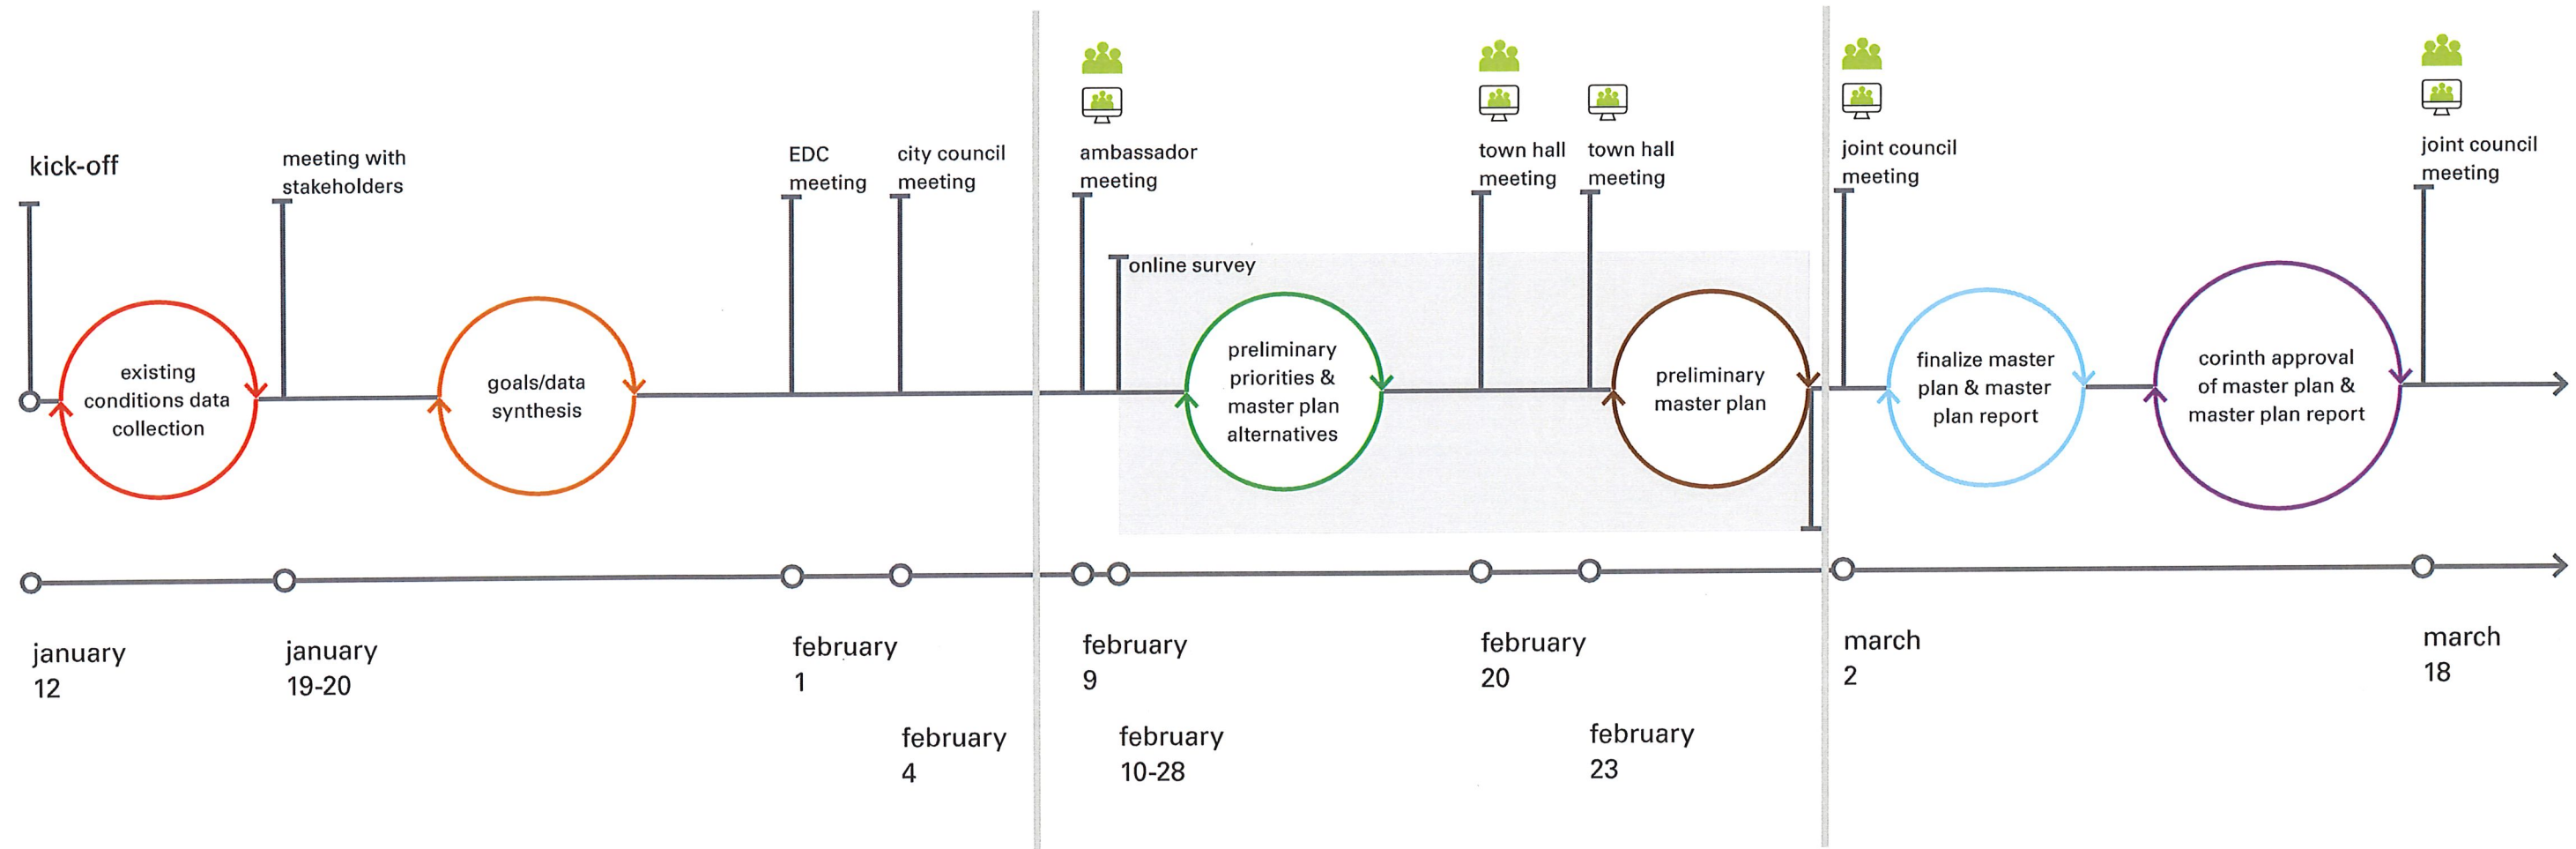 kick-off
meeting with
stakeholders
EDC
meeting
city council
meeting
ambassador
meeting
online survey
town hall
meeting
town hall
meeting
joint council
meeting
joint council
meeting
existing
conditions data
collection
goals/data
synthesis
preliminary
priorities &
master plan
alternatives
preliminary
master plan
finalize master
plan & master
plan report
corinth approval
of master plan &
master plan report
january
12
january
19-20
february
1
february
4
february
9
february
10-28
february
20
february
23
march
2
march
18